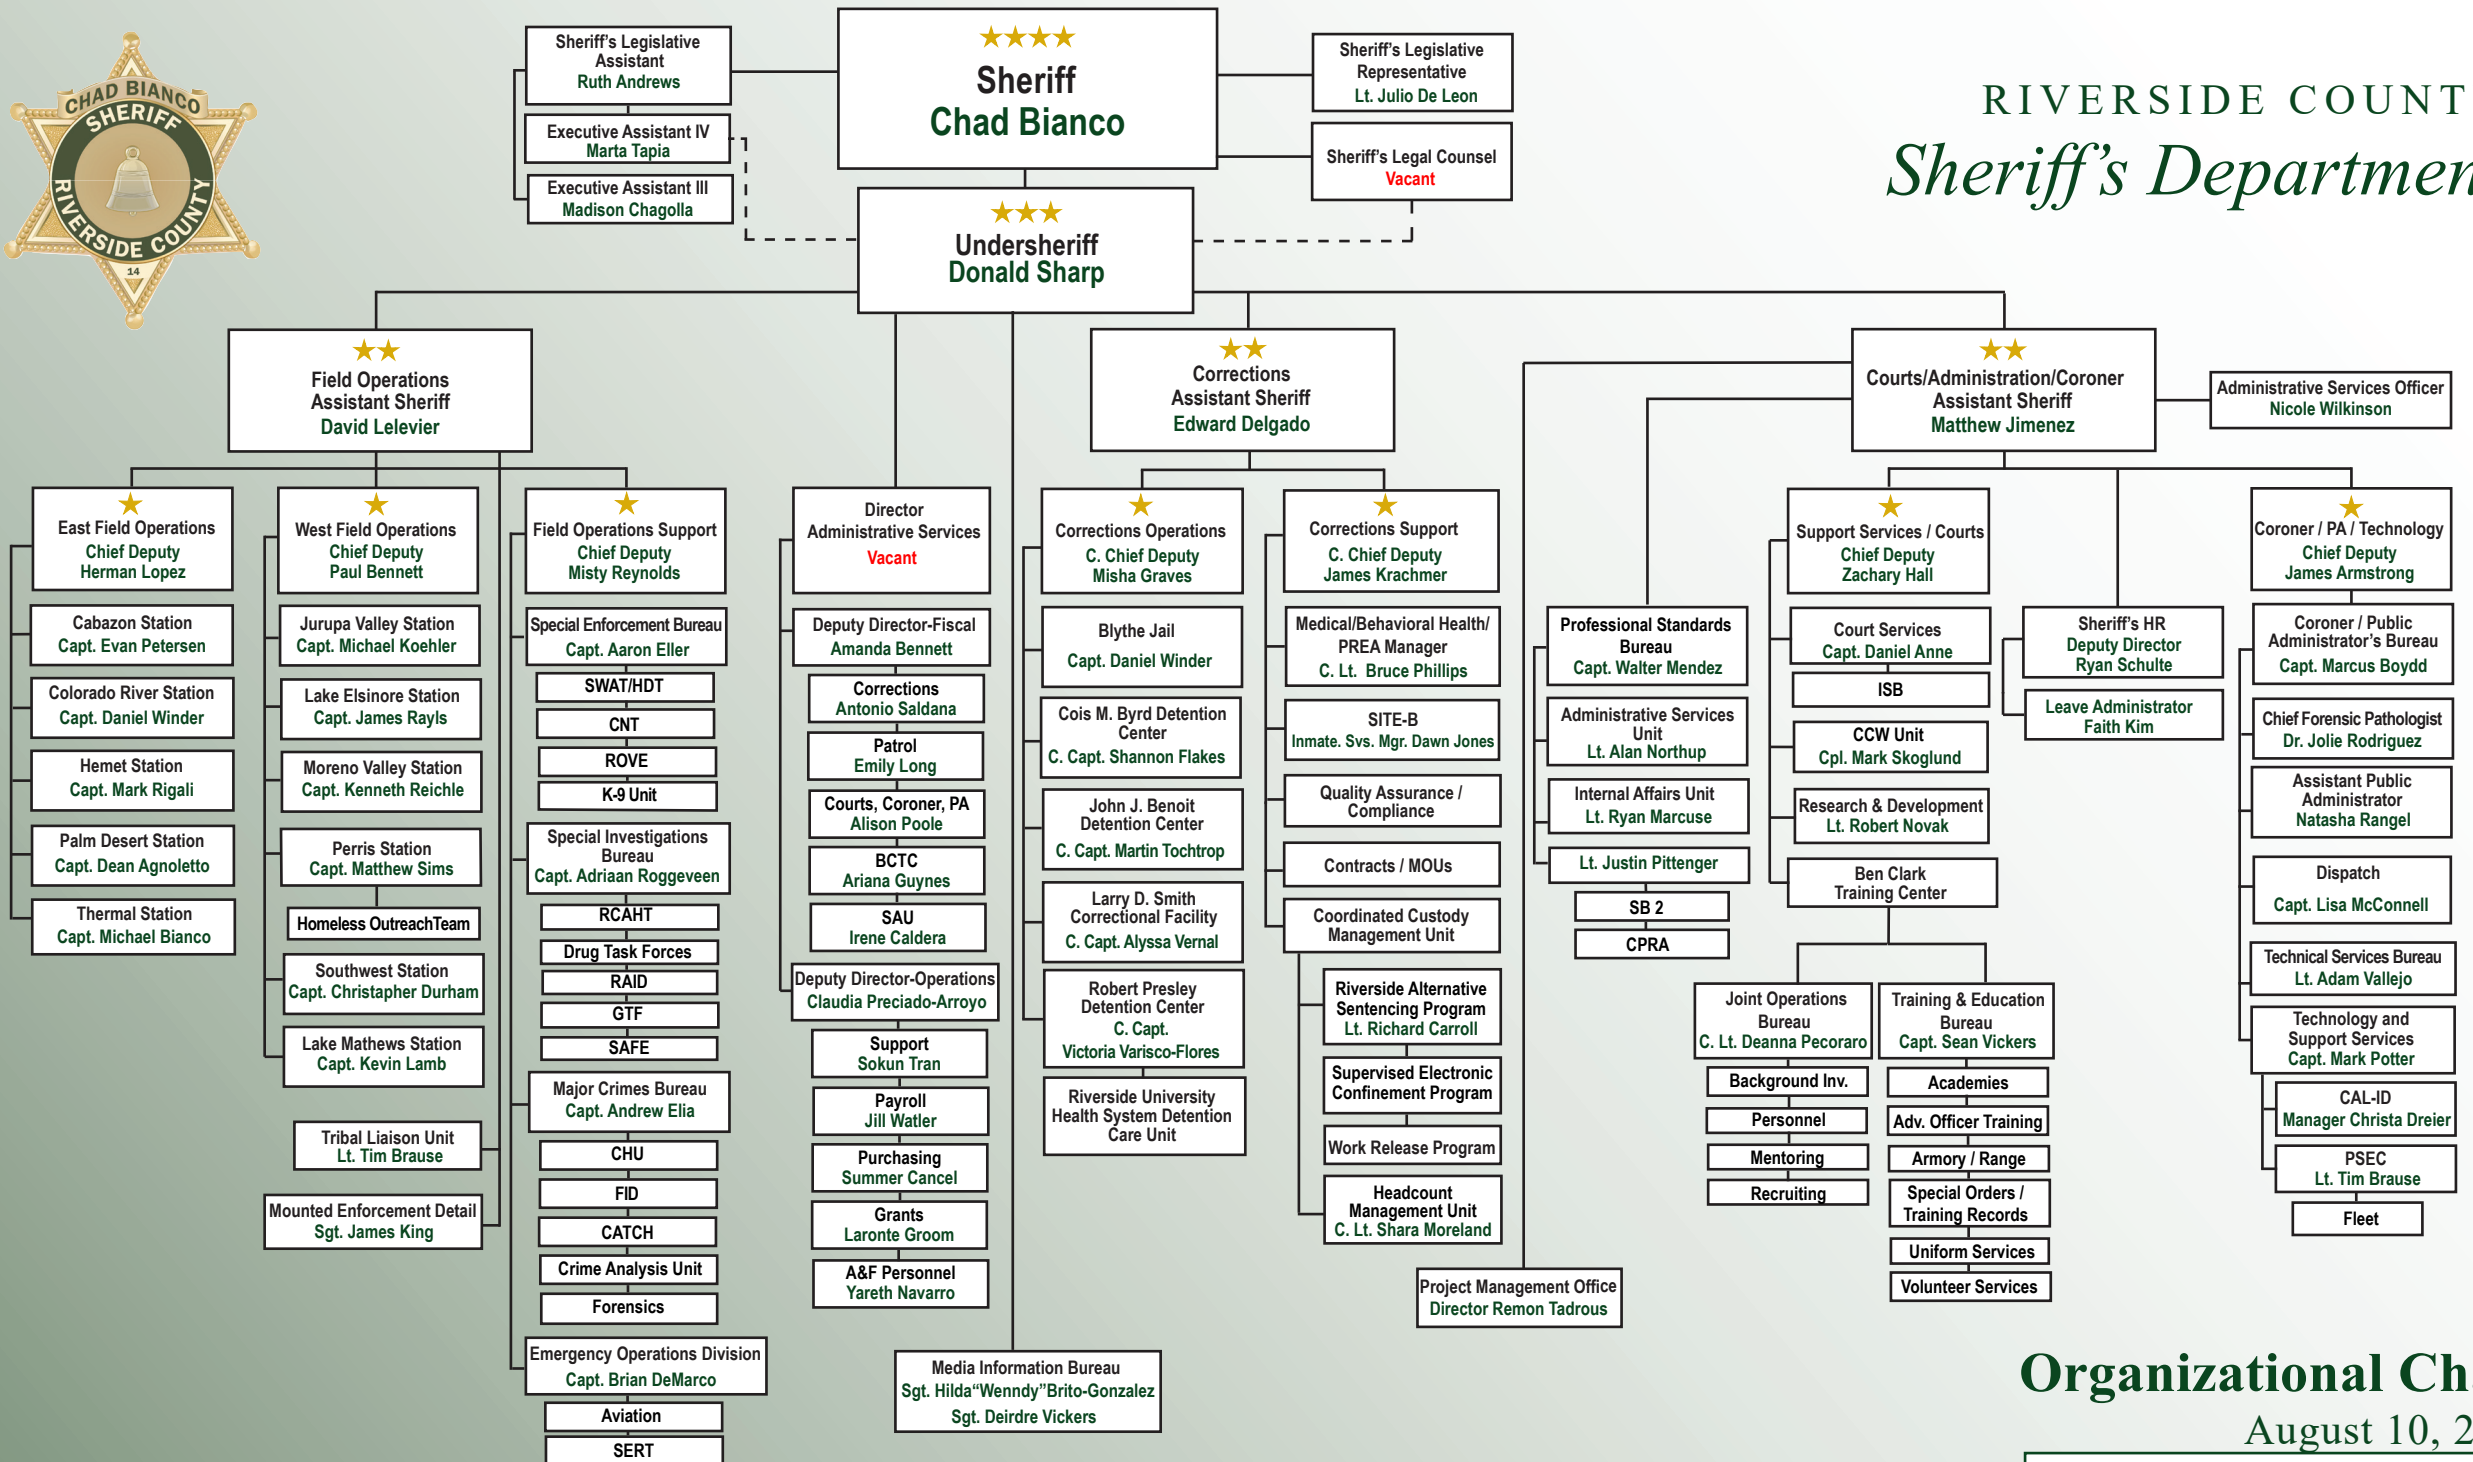 CHAD BIANCO
SHERIFF
RIVERSIDE COUNTY
14
RIVERSIDE COUNT
Sheriff's Departmen
Sheriff's Legislative
Assistant
Ruth Andrews
Executive Assistant IV
Marta Tapia
Executive Assistant III
Madison Chagolla
Sheriff
Chad Bianco
Sheriff's Legislative
Representative
Lt. Julio De Leon
Sheriff's Legal Counsel
Vacant
Undersheriff
Donald Sharp
Field Operations
Assistant Sheriff
David Lelevier
Corrections
Assistant Sheriff
Edward Delgado
Courts/Administration/Coroner
Assistant Sheriff
Matthew Jimenez
Administrative Services Officer
Nicole Wilkinson
East Field Operations
Chief Deputy
Herman Lopez
Cabazon Station
Capt. Evan Petersen
Colorado River Station
Capt. Daniel Winder
Hemet Station
Capt. Mark Rigali
Palm Desert Station
Capt. Dean Agnoletto
Thermal Station
Capt. Michael Bianco
West Field Operations
Chief Deputy
Paul Bennett
Jurupa Valley Station
Capt. Michael Koehler
Lake Elsinore Station
Capt. James Rayls
Moreno Valley Station
Capt. Kenneth Reichle
Perris Station
Capt. Matthew Sims
Homeless OutreachTeam
Southwest Station
Capt. Christopher Durham
Lake Mathews Station
Capt. Kevin Lamb
Tribal Liaison Unit
Lt. Tim Brause
Mounted Enforcement Detail
Sgt. James King
Field Operations Support
Chief Deputy
Misty Reynolds
Special Enforcement Bureau
Capt. Aaron Eller
SWAT/HDT
CNT
ROVE
K-9 Unit
Special Investigations
Bureau
Capt. Adriaan Roggeveen
RCAHT
Drug Task Forces
RAID
GTF
SAFE
Major Crimes Bureau
Capt. Andrew Elia
CHU
FID
CATCH
Crime Analysis Unit
Forensics
Emergency Operations Division
Capt. Brian DeMarco
Aviation
SERT
Director
Administrative Services
Vacant
Deputy Director-Fiscal
Amanda Bennett
Corrections
Antonio Saldana
Patrol
Emily Long
Courts, Coroner, PA
Alison Poole
BCTC
Ariana Guynes
SAU
Irene Caldera
Deputy Director-Operations
Claudia Preciado-Arroyo
Support
Sokun Tran
Payroll
Jill Watler
Purchasing
Summer Cancel
Grants
Laronte Groom
A&F Personnel
Yareth Navarro
Media Information Bureau
Sgt. Hilda“Wenndy”Brito-Gonzalez
Sgt. Deirdre Vickers
Corrections Operations
C. Chief Deputy
Misha Graves
Blythe Jail
Capt. Daniel Winder
Cois M. Byrd Detention
Center
C. Capt. Shannon Flakes
John J. Benoit
Detention Center
C. Capt. Martin Tochtrop
Larry D. Smith
Correctional Facility
C. Capt. Alyssa Vernal
Robert Presley
Detention Center
C. Capt.
Victoria Varisco-Flores
Riverside University
Health System Detention
Care Unit
Corrections Support
C. Chief Deputy
James Krachmer
Medical/Behavioral Health/
PREA Manager
C. Lt. Bruce Phillips
SITE-B
Inmate. Svs. Mgr. Dawn Jones
Quality Assurance /
Compliance
Contracts / MOUs
Coordinated Custody
Management Unit
Riverside Alternative
Sentencing Program
Lt. Richard Carroll
Supervised Electronic
Confinement Program
Work Release Program
Headcount
Management Unit
C. Lt. Shara Moreland
Project Management Office
Director Remon Tadrous
Professional Standards
Bureau
Capt. Walter Mendez
Administrative Services
Unit
Lt. Alan Northup
Internal Affairs Unit
Lt. Ryan Marcuse
Lt. Justin Pittenger
SB 2
CPRA
Support Services / Courts
Chief Deputy
Zachary Hall
Court Services
Capt. Daniel Anne
ISB
CCW Unit
Cpl. Mark Skoglund
Research & Development
Lt. Robert Novak
Ben Clark
Training Center
Joint Operations
Bureau
C. Lt. Deanna Pecoraro
Background Inv.
Personnel
Mentoring
Recruiting
Training & Education
Bureau
Capt. Sean Vickers
Academies
Adv. Officer Training
Armory / Range
Special Orders /
Training Records
Uniform Services
Volunteer Services
Sheriff's HR
Deputy Director
Ryan Schulte
Leave Administrator
Faith Kim
Coroner / PA / Technology
Chief Deputy
James Armstrong
Coroner / Public
Administrator's Bureau
Capt. Marcus Boydd
Chief Forensic Pathologist
Dr. Jolie Rodriguez
Assistant Public
Administrator
Natasha Rangel
Dispatch
Capt. Lisa McConnell
Technical Services Bureau
Lt. Adam Vallejo
Technology and
Support Services
Capt. Mark Potter
CAL-ID
Manager Christa Dreier
PSEC
Lt. Tim Brause
Fleet
Organizational Ch
August 10, 2